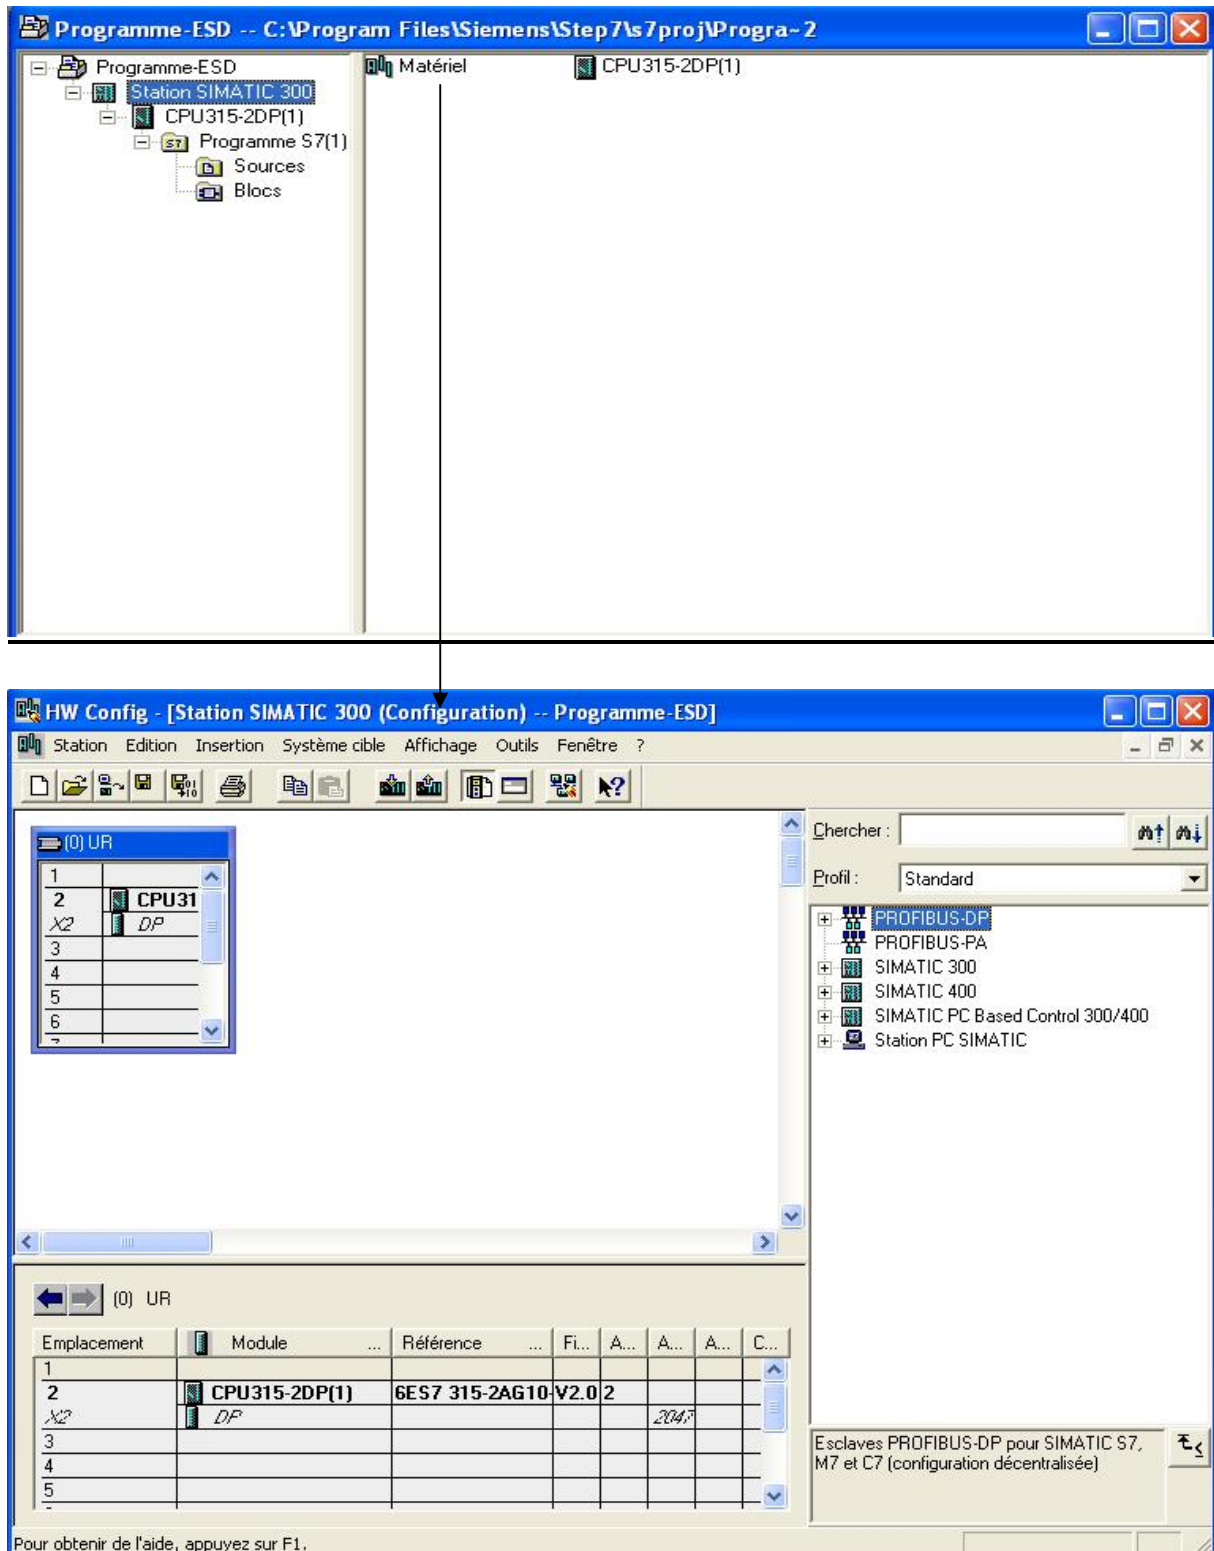 Programme-ESD -- C:\Program Files\Siemens\Step7\s7proj\Progra~2
Programme-ESD
Station SIMATIC 300
CPU315-2DP(1)
Programme S7(1)
Sources
Blocs
Matériel
CPU315-2DP(1)
HW Config - [Station SIMATIC 300 (Configuration) -- Programme-ESD]
Station Edition Insertion Système cible Affichage Outils Fenêtre ?
(0) UR
1
2 CPU31
X2 DP
3
4
5
6
Chercher :
Profil : Standard
PROFIBUS-DP
PROFIBUS-PA
SIMATIC 300
SIMATIC 400
SIMATIC PC Based Control 300/400
Station PC SIMATIC
(0) UR
Emplacement Module ... Référence ... Fi... A... A... A... C...
1
2 CPU315-2DP(1) 6ES7 315-2AG10- V2.0 2
X2 DP 2047
3
4
5
Esclaves PROFIBUS-DP pour SIMATIC S7,
M7 et C7 (configuration décentralisée)
Pour obtenir de l'aide, appuyez sur F1.